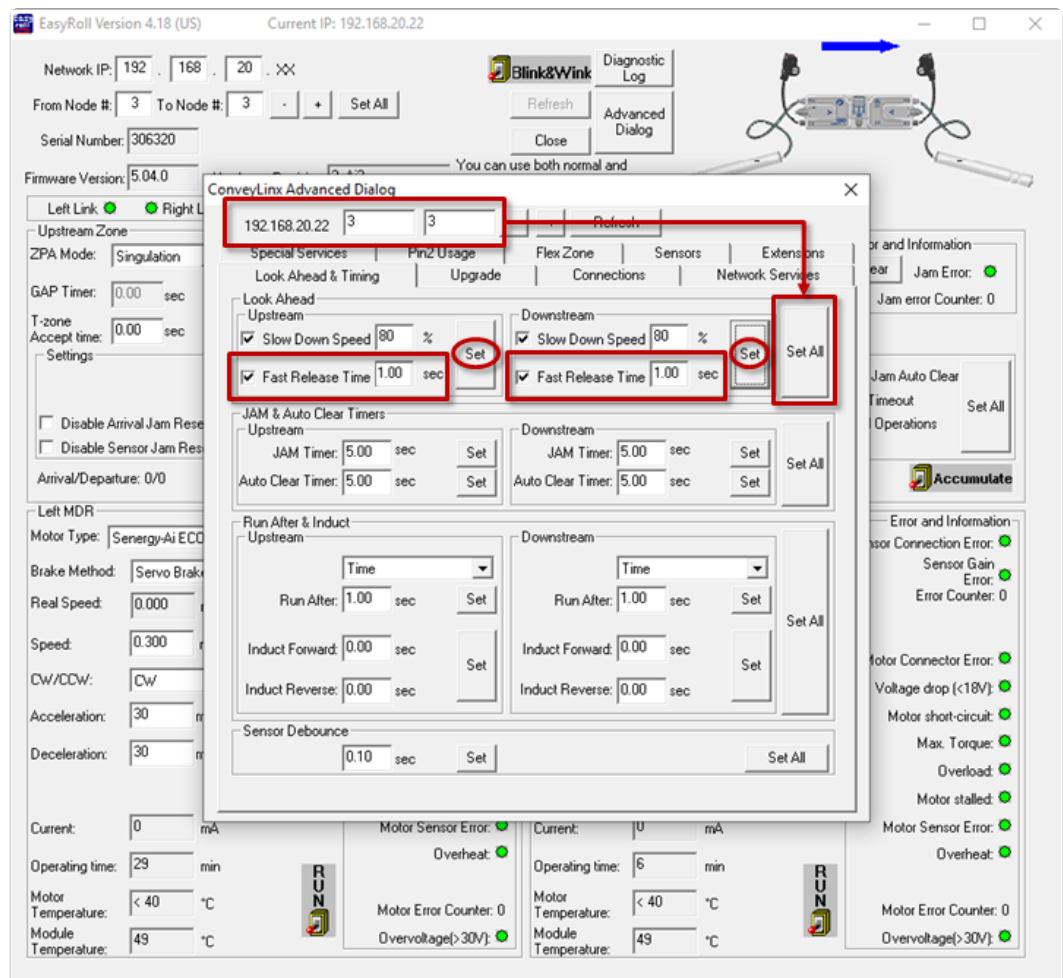 EasyRoll Version 4.18 (US) Current IP: 192.168.20.22
Network IP: 192 . 168 . 20 . XX
Blink&Wink
Diagnostic Log
From Node #: 3 To Node #: 3 - + Set All
Refresh
Advanced Dialog
Serial Number: 306320
Close
You can use both normal and
Firmware Version: 5.04.0
ConveyLinx Advanced Dialog
192.168.20.22 3 3
Refresh
Special Services Pin2 Usage Flex Zone Sensors Extensions
Look Ahead & Timing Upgrade Connections Network Services
Look Ahead
Upstream
Slow Down Speed 80 %
Fast Release Time 1.00 sec
Set
Downstream
Slow Down Speed 80 %
Fast Release Time 1.00 sec
Set
Set All
JAM & Auto Clear Timers
Upstream
JAM Timer: 5.00 sec Set
Auto Clear Timer: 5.00 sec Set
Downstream
JAM Timer: 5.00 sec Set
Auto Clear Timer: 5.00 sec Set
Set All
Run After & Induct
Upstream
Time
Run After: 1.00 sec Set
Induct Forward: 0.00 sec
Induct Reverse: 0.00 sec
Set
Downstream
Time
Run After: 1.00 sec Set
Induct Forward: 0.00 sec
Induct Reverse: 0.00 sec
Set
Set All
Sensor Debounce
0.10 sec Set
Set All
Left Link Right L
Upstream Zone
ZPA Mode: Singulation
GAP Timer: 0.00 sec
T-zone
Accept time: 0.00 sec
Settings
Disable Arrival Jam Rese
Disable Sensor Jam Res
Arrival/Departure: 0/0
or and Information
ear Jam Error:
Jam error Counter: 0
Jam Auto Clear
Timeout
Operations
Set All
Accumulate
Left MDR
Motor Type: Senergy-Ai ECO
Brake Method: Servo Brak
Real Speed: 0.000
Speed: 0.300
CW/CCW: CW
Acceleration: 30 m
Deceleration: 30 m
Current: 0 mA
Operating time: 29 min
Motor
Temperature: < 40 °C
Module
Temperature: 49 °C
RUN
Motor Sensor Error:
Overheat:
Motor Error Counter: 0
Overvoltage(>30V):
Current: 0 mA
Operating time: 6 min
Motor
Temperature: < 40 °C
Module
Temperature: 49 °C
RUN
Error and Information
nsor Connection Error:
Sensor Gain
Error:
Error Counter: 0
Motor Connector Error:
Voltage drop (<18V):
Motor short-circuit:
Max. Torque:
Overload:
Motor stalled:
Motor Sensor Error:
Overheat:
Motor Error Counter: 0
Overvoltage(>30V):